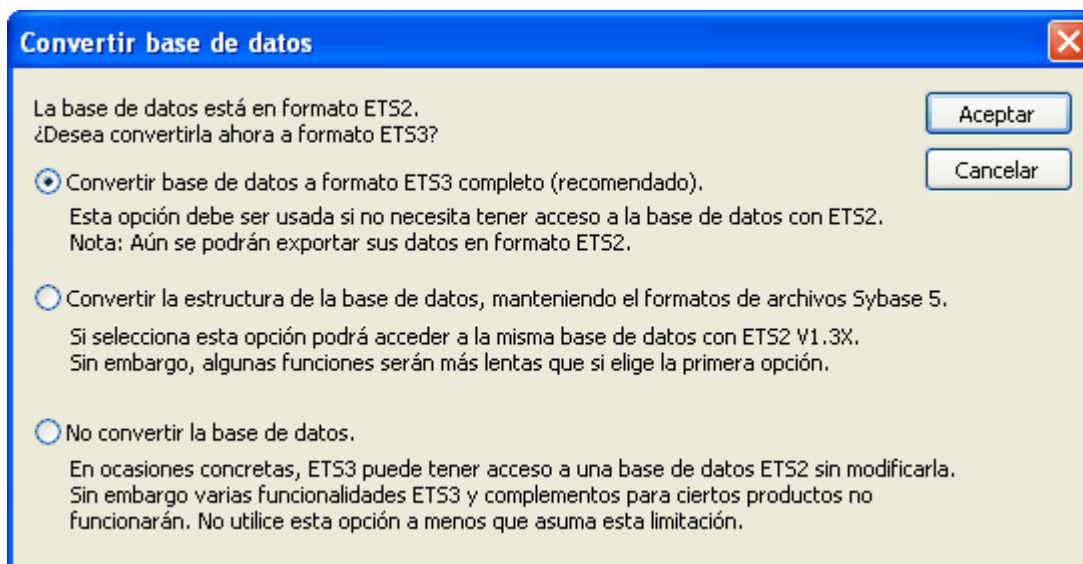 Convertir base de datos
La base de datos está en formato ETS2.
¿Desea convertirla ahora a formato ETS3?
Aceptar
Cancelar
Convertir base de datos a formato ETS3 completo (recomendado).
Esta opción debe ser usada si no necesita tener acceso a la base de datos con ETS2.
Nota: Aún se podrán exportar sus datos en formato ETS2.
Convertir la estructura de la base de datos, manteniendo el formatos de archivos Sybase 5.
Si selecciona esta opción podrá acceder a la misma base de datos con ETS2 V1.3X.
Sin embargo, algunas funciones serán más lentas que si elige la primera opción.
No convertir la base de datos.
En ocasiones concretas, ETS3 puede tener acceso a una base de datos ETS2 sin modificarla.
Sin embargo varias funcionalidades ETS3 y complementos para ciertos productos no
funcionarán. No utilice esta opción a menos que asuma esta limitación.